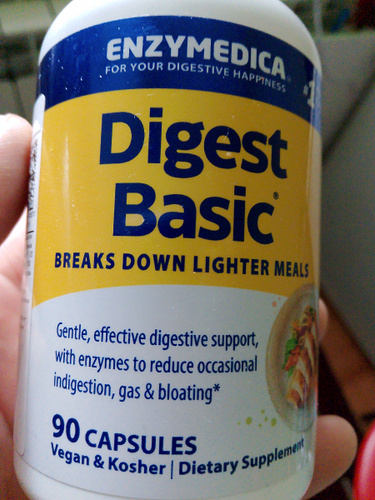 ENZYMEDICA®
FOR YOUR DIGESTIVE HAPPINESS
#1
Digest
Basic®
BREAKS DOWN LIGHTER MEALS
Gentle, effective digestive support,
with enzymes to reduce occasional
indigestion, gas & bloating*
90 CAPSULES
Vegan & Kosher | Dietary Supplement